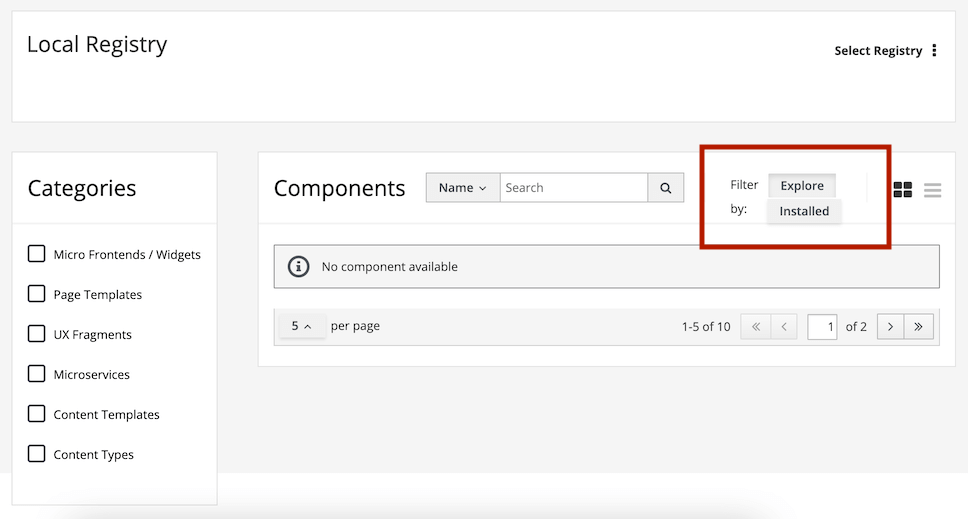 Local Registry
Select Registry
Categories
Micro Frontends / Widgets
Page Templates
UX Fragments
Microservices
Content Templates
Content Types
Components
Name
Search
Filter by:
Explore
Installed
No component available
5 per page
1-5 of 10
1 of 2